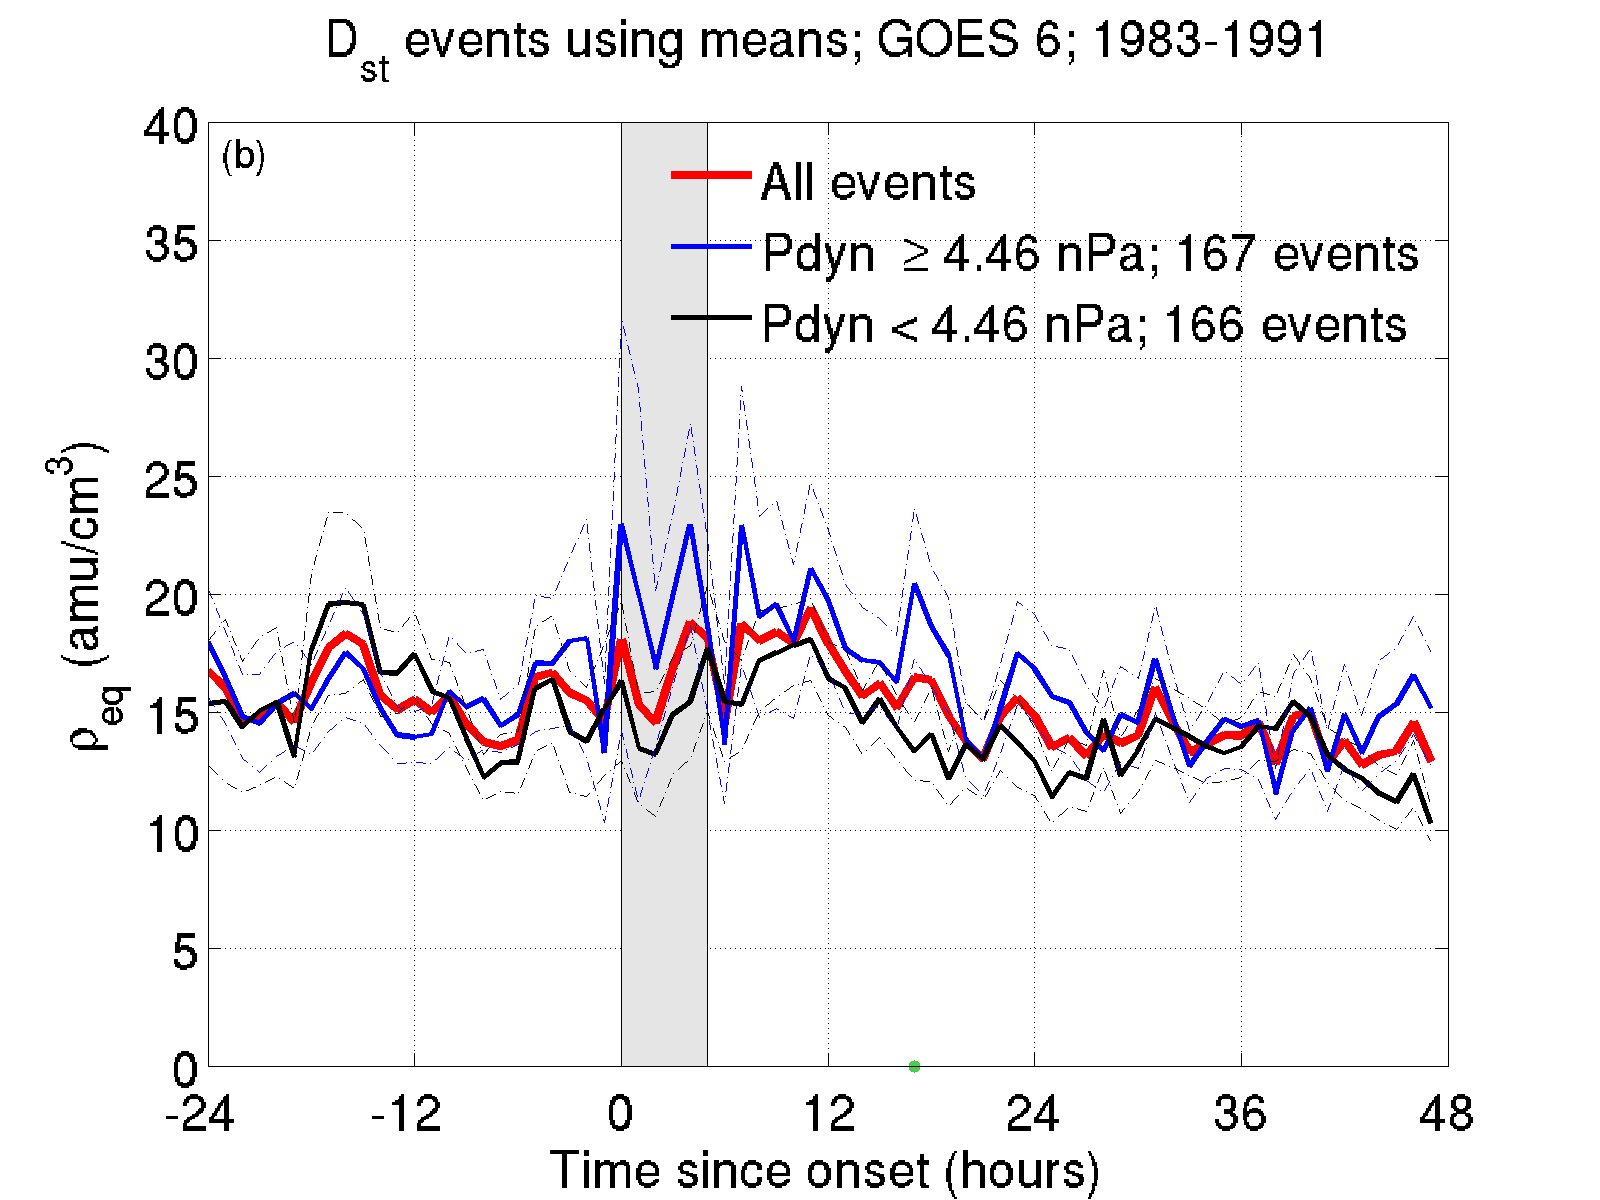 D_st events using means; GOES 6; 1983-1991
(b)
All events
Pdyn ≥ 4.46 nPa; 167 events
Pdyn < 4.46 nPa; 166 events
ρ_eq (amu/cm³)
40
35
30
25
20
15
10
5
0
-24 -12 0 12 24 36 48
Time since onset (hours)